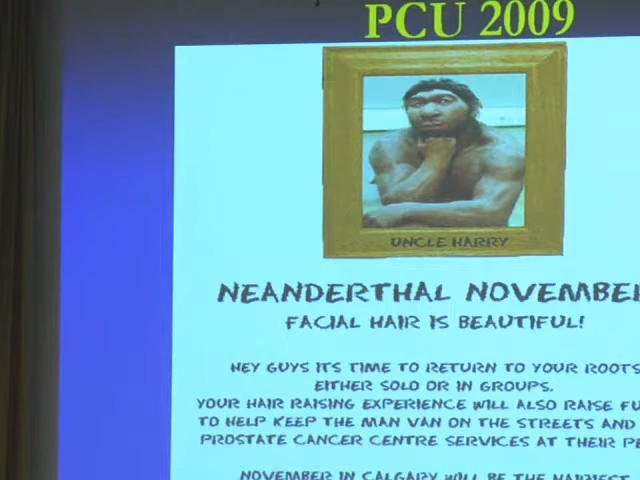 PCU 2009
UNCLE HARRY
NEANDERTHAL NOVEMBE
FACIAL HAIR IS BEAUTIFUL!
HEY GUYS ITS TIME TO RETURN TO YOUR ROOTS
EITHER SOLO OR IN GROUPS.
YOUR HAIR RAISING EXPERIENCE WILL ALSO RAISE FU
TO HELP KEEP THE MAN VAN ON THE STREETS AND
PROSTATE CANCER CENTRE SERVICES AT THEIR PE
NOVEMBER IN CALGARY WILL BE THE HAIRIEST